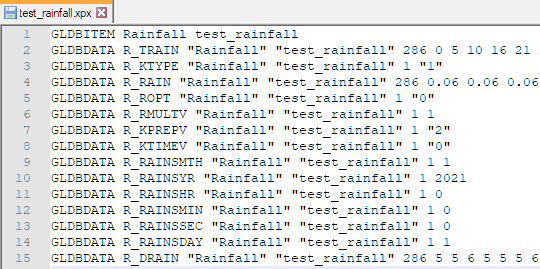 test_rainfall.xpx
1 GLDBITEM Rainfall test_rainfall
2 GLDBDATA R_TRAIN "Rainfall" "test_rainfall" 286 0 5 10 16 21
3 GLDBDATA R_KTYPE "Rainfall" "test_rainfall" 1 "1"
4 GLDBDATA R_RAIN "Rainfall" "test_rainfall" 286 0.06 0.06 0.06
5 GLDBDATA R_ROPT "Rainfall" "test_rainfall" 1 "0"
6 GLDBDATA R_RMULTV "Rainfall" "test_rainfall" 1 1
7 GLDBDATA R_KPREPV "Rainfall" "test_rainfall" 1 "2"
8 GLDBDATA R_KTIMEV "Rainfall" "test_rainfall" 1 "0"
9 GLDBDATA R_RAINSMTH "Rainfall" "test_rainfall" 1 1
10 GLDBDATA R_RAINSYR "Rainfall" "test_rainfall" 1 2021
11 GLDBDATA R_RAINSHR "Rainfall" "test_rainfall" 1 0
12 GLDBDATA R_RAINSMIN "Rainfall" "test_rainfall" 1 0
13 GLDBDATA R_RAINSSEC "Rainfall" "test_rainfall" 1 0
14 GLDBDATA R_RAINSDAY "Rainfall" "test_rainfall" 1 1
15 GLDBDATA R_DRAIN "Rainfall" "test_rainfall" 286 5 5 6 5 5 5 6